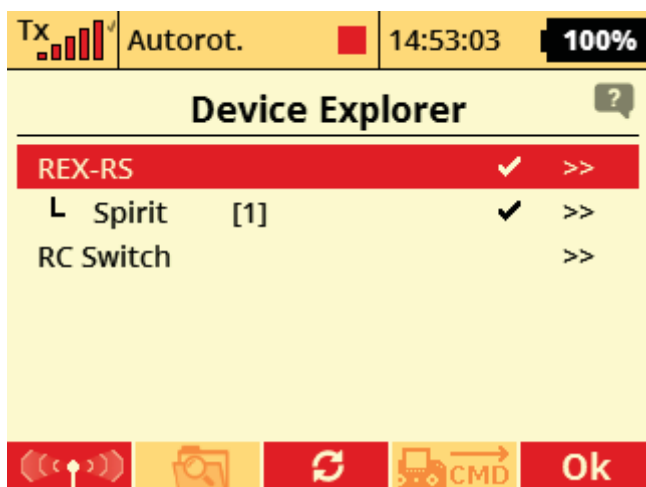 Tx Autorot. 14:53:03 100%
Device Explorer ?
REX-RS >>
Spirit [1] >>
RC Switch >>
CMD Ok